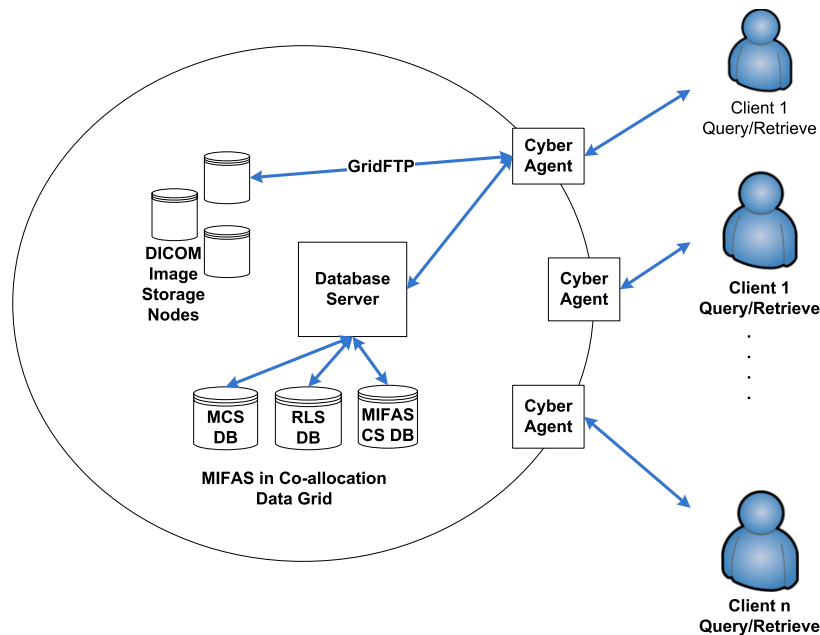 Client 1
Query/Retrieve
Cyber
Agent
GridFTP
DICOM
Image
Storage
Nodes
Database
Server
Cyber
Agent
Client 1
Query/Retrieve
MCS
DB
RLS
DB
MIFAS
CS DB
Cyber
Agent
MIFAS in Co-allocation
Data Grid
Client n
Query/Retrieve